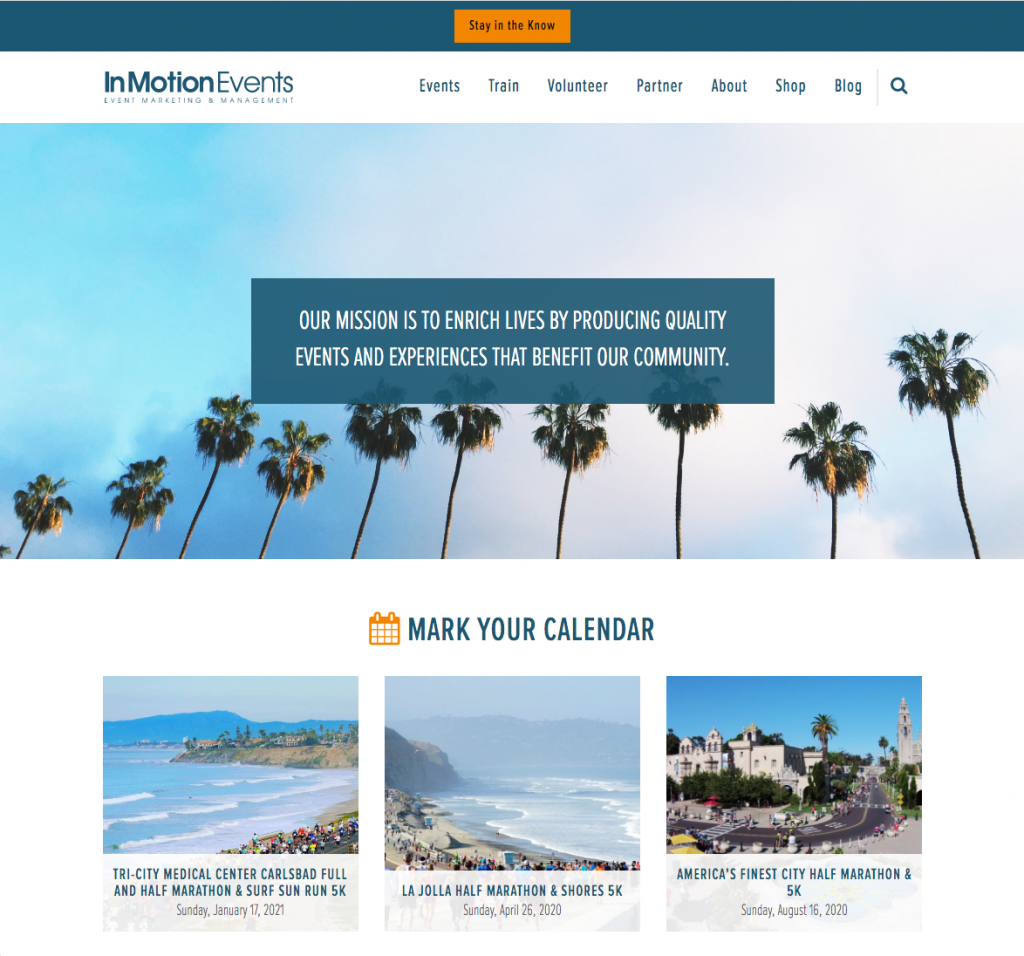 Stay in the Know
InMotionEvents
EVENT MARKETING & MANAGEMENT
Events Train Volunteer Partner About Shop Blog
OUR MISSION IS TO ENRICH LIVES BY PRODUCING QUALITY
EVENTS AND EXPERIENCES THAT BENEFIT OUR COMMUNITY.
MARK YOUR CALENDAR
TRI-CITY MEDICAL CENTER CARLSBAD FULL
AND HALF MARATHON & SURF SUN RUN 5K
Sunday, January 17, 2021
LA JOLLA HALF MARATHON & SHORES 5K
Sunday, April 26, 2020
AMERICA'S FINEST CITY HALF MARATHON &
5K
Sunday, August 16, 2020